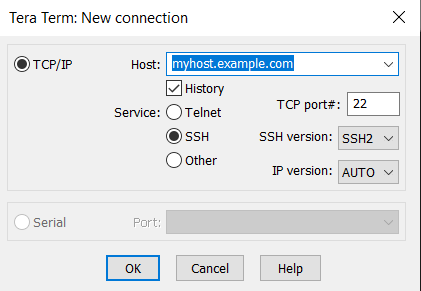 Tera Term: New connection
TCP/IP Host: myhost.example.com
History
Service: Telnet TCP port#: 22
SSH SSH version: SSH2
Other IP version: AUTO
Serial Port:
OK Cancel Help